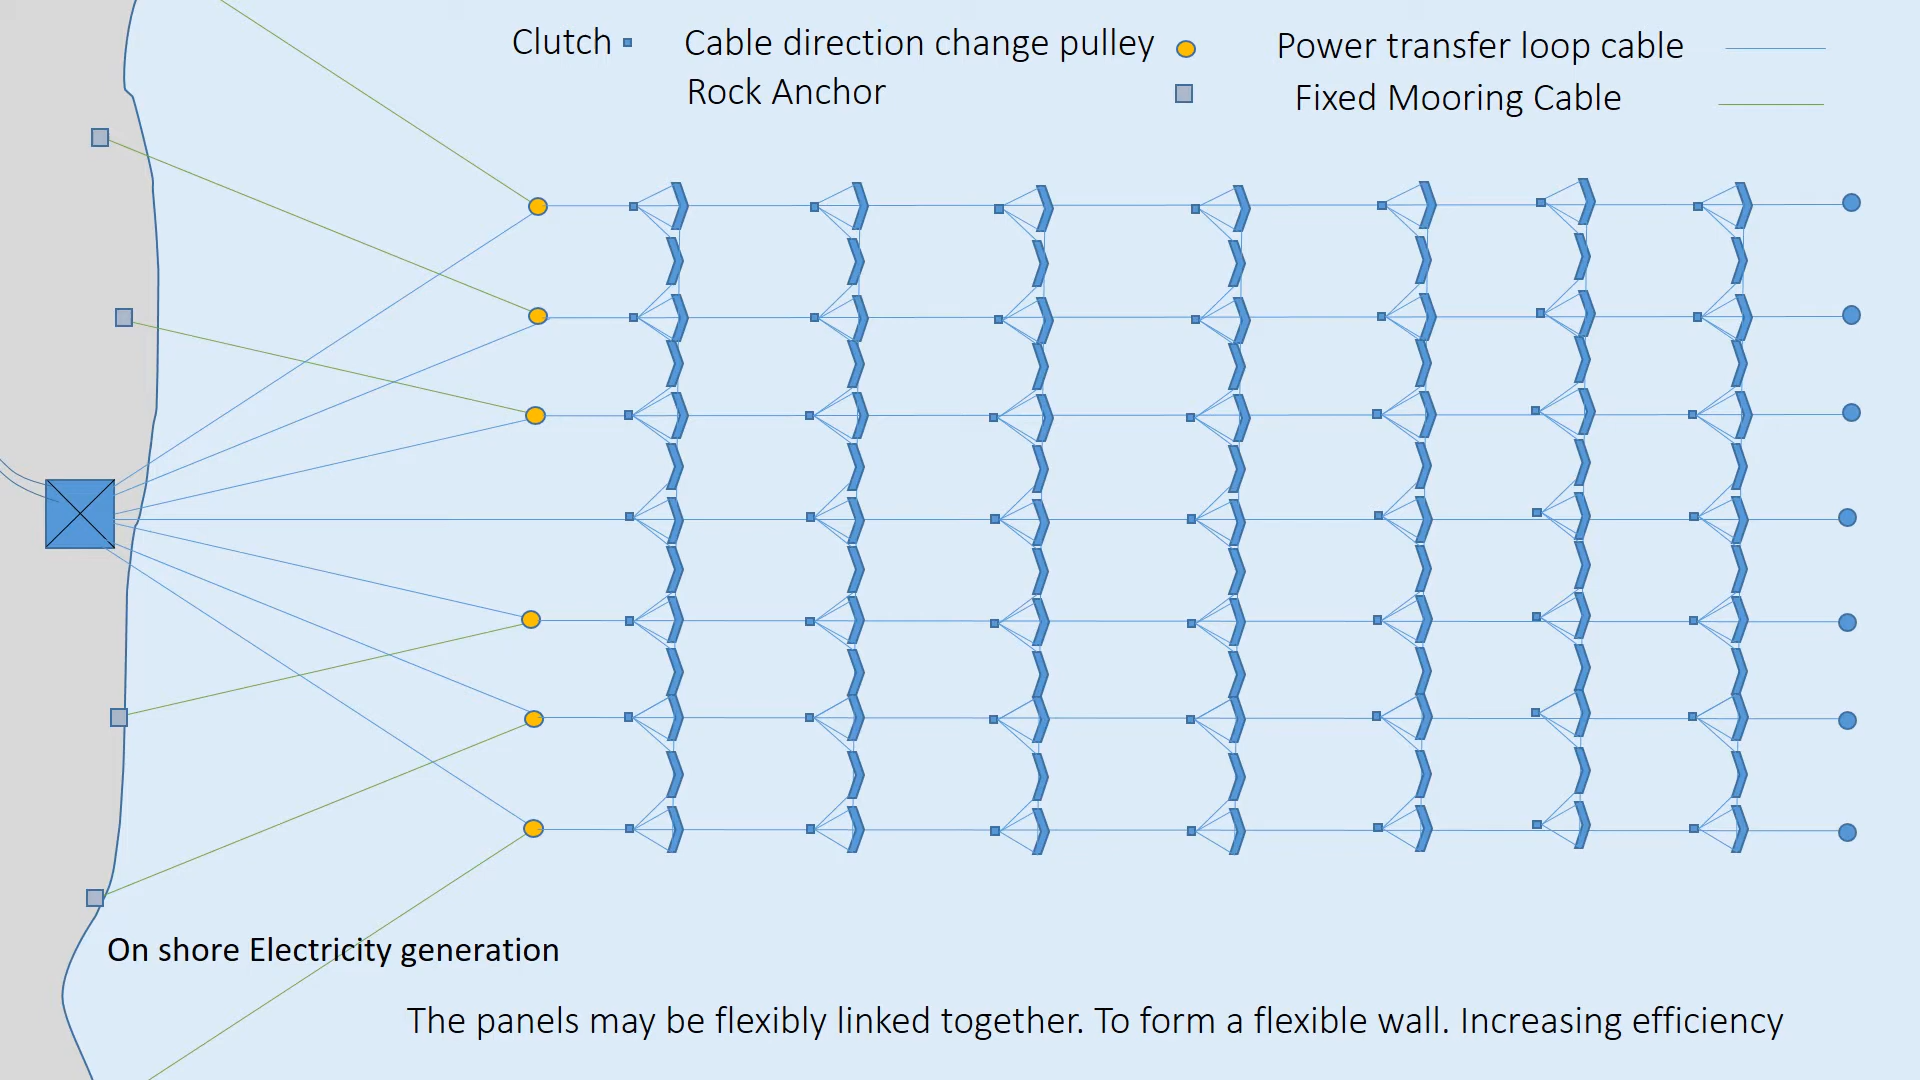 Clutch Cable direction change pulley Power transfer loop cable
Rock Anchor Fixed Mooring Cable
On shore Electricity generation
The panels may be flexibly linked together. To form a flexible wall. Increasing efficiency